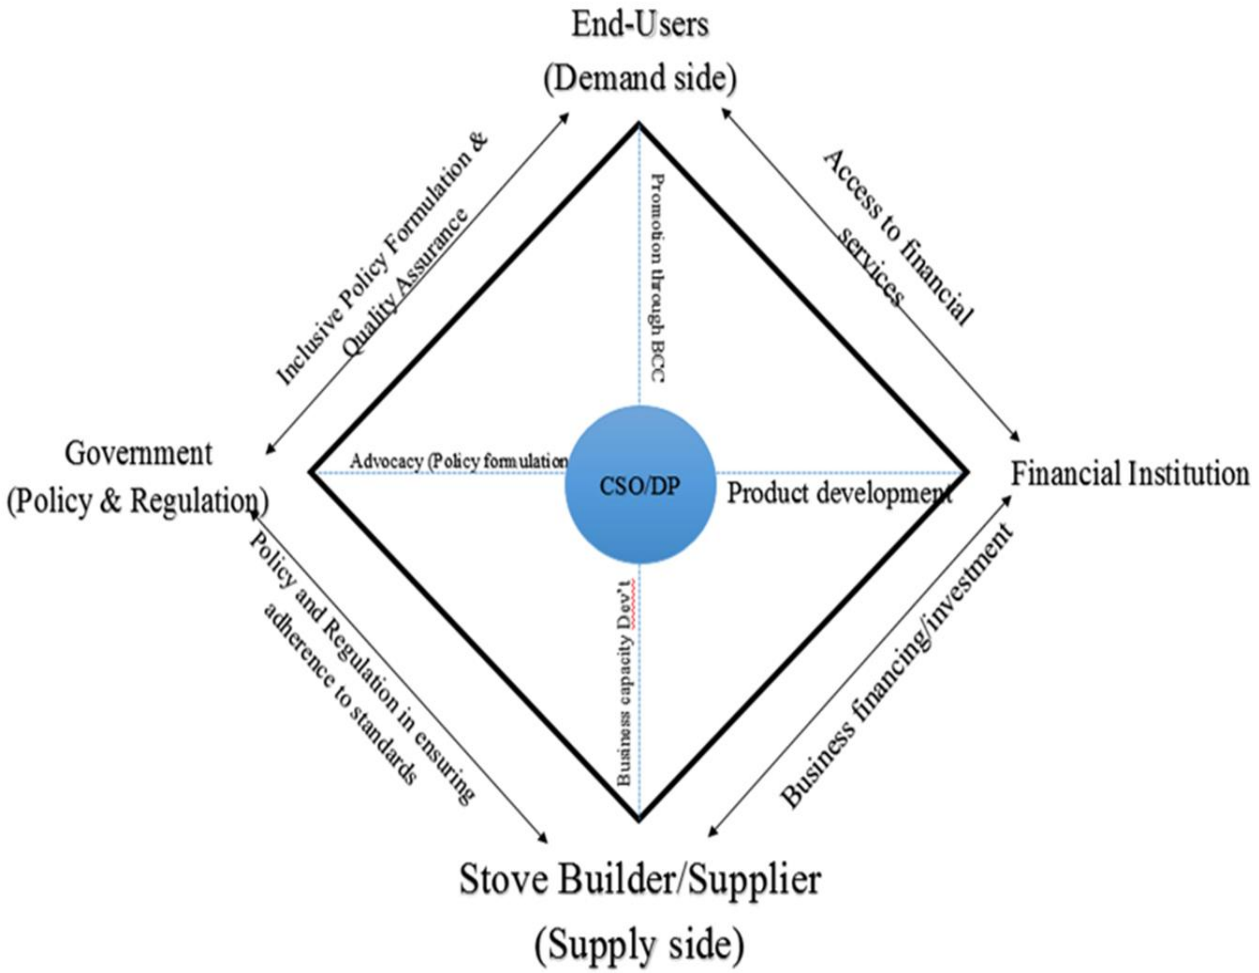 End-Users
(Demand side)
Inclusive Policy Formulation &
Quality Assurance
Access to financial
services
Promotion through BCC
Government
(Policy & Regulation)
Advocacy (Policy formulation
CSO/DP
Product development
Financial Institution
Policy and Regulation in ensuring
adherence to standards
Business capacity Dev't
Business financing/investment
Stove Builder/Supplier
(Supply side)